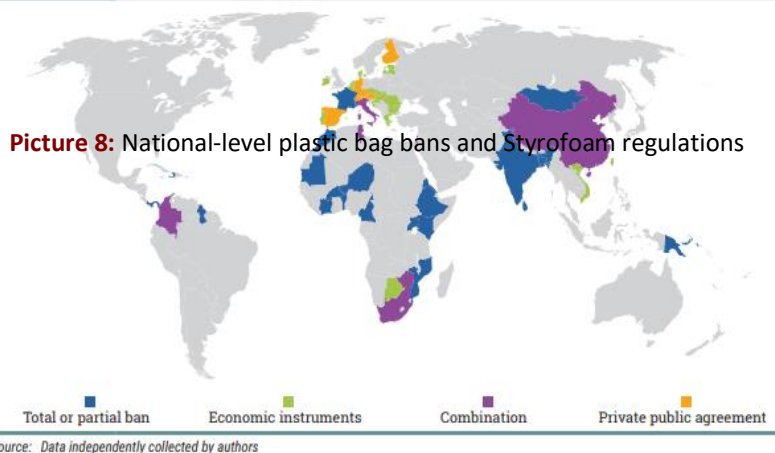 Picture 8: National-level plastic bag bans and Styrofoam regulations
Total or partial ban
Economic instruments
Combination
Private public agreement
ource: Data independently collected by authors